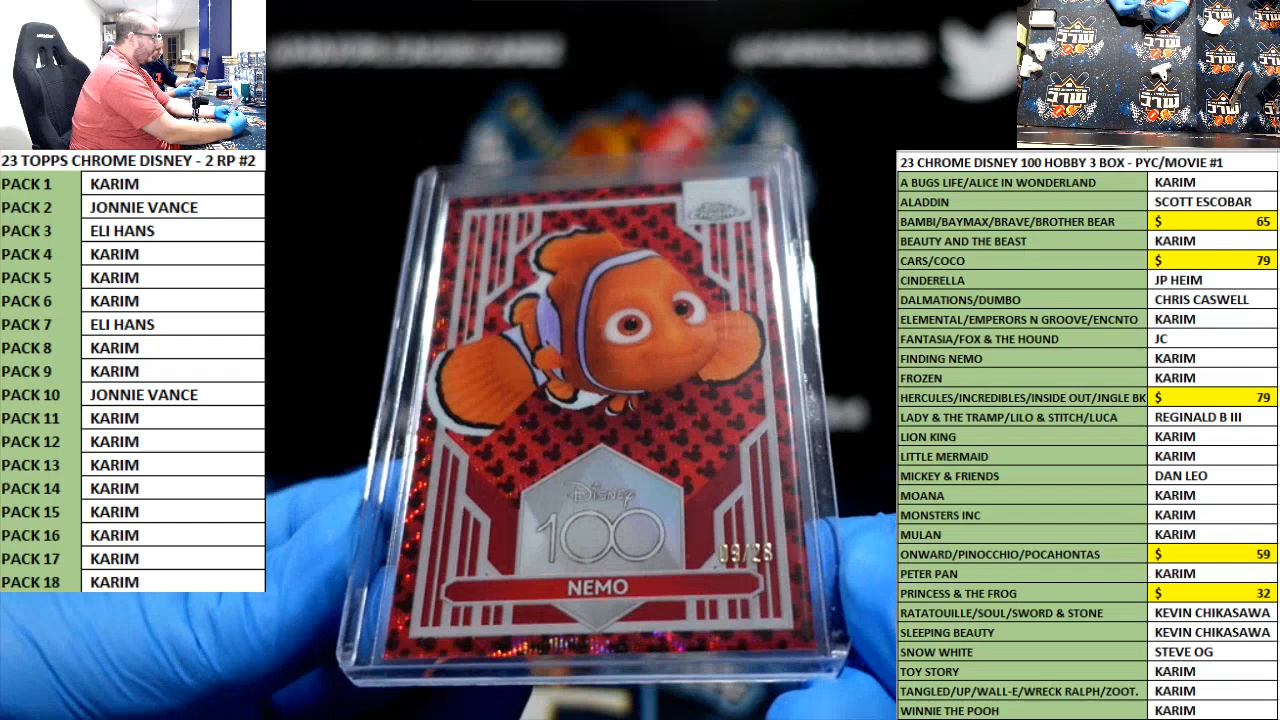 23 TOPPS CHROME DISNEY - 2 RP #2
PACK 1 KARIM
PACK 2 JONNIE VANCE
PACK 3 ELI HANS
PACK 4 KARIM
PACK 5 KARIM
PACK 6 KARIM
PACK 7 ELI HANS
PACK 8 KARIM
PACK 9 KARIM
PACK 10 JONNIE VANCE
PACK 11 KARIM
PACK 12 KARIM
PACK 13 KARIM
PACK 14 KARIM
PACK 15 KARIM
PACK 16 KARIM
PACK 17 KARIM
PACK 18 KARIM
Disney
100
09/28
NEMO
23 CHROME DISNEY 100 HOBBY 3 BOX - PYC/MOVIE #1
A BUGS LIFE/ALICE IN WONDERLAND KARIM
ALADDIN SCOTT ESCOBAR
BAMBI/BAYMAX/BRAVE/BROTHER BEAR $ 65
BEAUTY AND THE BEAST KARIM
CARS/COCO $ 79
CINDERELLA JP HEIM
DALMATIONS/DUMBO CHRIS CASWELL
ELEMENTAL/EMPERORS N GROOVE/ENCNTO KARIM
FANTASIA/FOX & THE HOUND JC
FINDING NEMO KARIM
FROZEN KARIM
HERCULES/INCREDIBLES/INSIDE OUT/JNGLE BK $ 79
LADY & THE TRAMP/LILO & STITCH/LUCA REGINALD B III
LION KING KARIM
LITTLE MERMAID KARIM
MICKEY & FRIENDS DAN LEO
MOANA KARIM
MONSTERS INC KARIM
MULAN KARIM
ONWARD/PINOCCHIO/POCAHONTAS $ 59
PETER PAN KARIM
PRINCESS & THE FROG $ 32
RATATOUILLE/SOUL/SWORD & STONE KEVIN CHIKASAWA
SLEEPING BEAUTY KEVIN CHIKASAWA
SNOW WHITE STEVE OG
TOY STORY KARIM
TANGLED/UP/WALL-E/WRECK RALPH/ZOOT. KARIM
WINNIE THE POOH KARIM